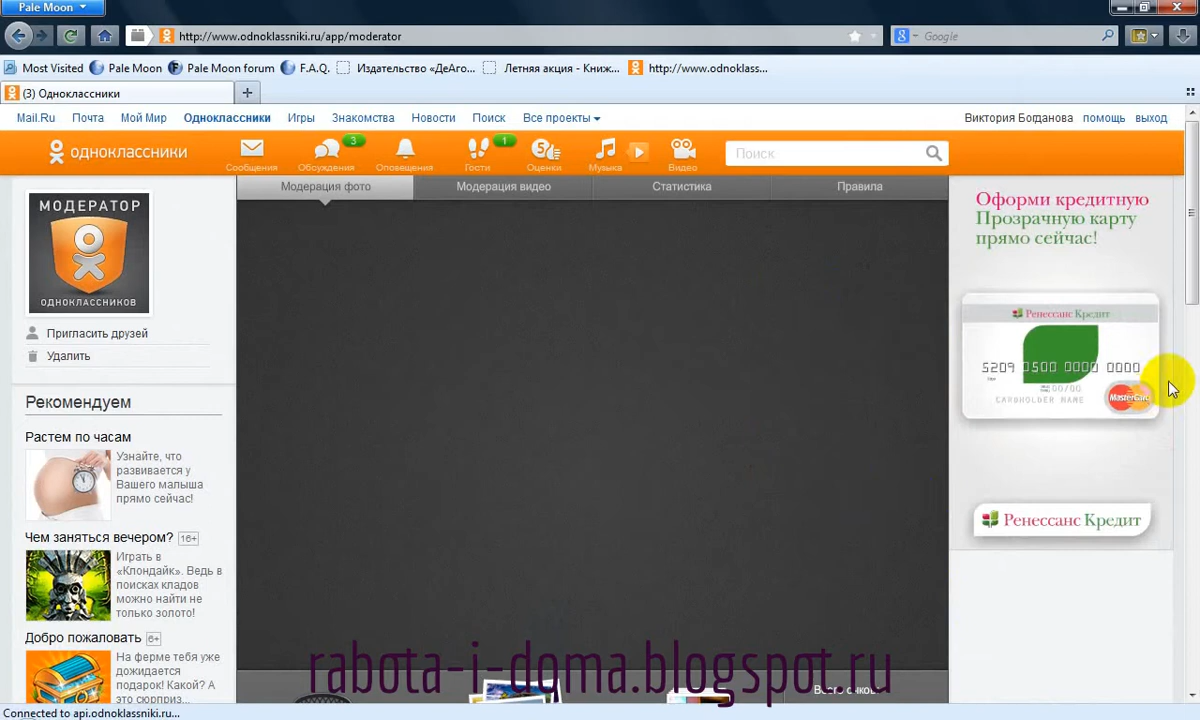 Pale Moon
http://www.odnoklassniki.ru/app/moderator
Google
Most Visited
Pale Moon
Pale Moon forum
F.A.Q.
Издательство «ДеАго...
Летняя акция - Книж...
http://www.odnoklass...
(3) Одноклассники
Mail.Ru
Почта
Мой Мир
Одноклассники
Игры
Знакомства
Новости
Поиск
Все проекты
Виктория Богданова
помощь
выход
одноклассники
Сообщения
3
Обсуждения
Оповещения
1
Гости
5
Оценки
Музыка
Видео
Поиск
Модерация фото
Модерация видео
Статистика
Правила
МОДЕРАТОР
ОДНОКЛАССНИКОВ
Пригласить друзей
Удалить
Рекомендуем
Растем по часам
Узнайте, что
развивается у
Вашего малыша
прямо сейчас!
Чем заняться вечером? 16+
Играть в
«Клондайк». Ведь в
поисках кладов
можно найти не
только золото!
Добро пожаловать 6+
На ферме тебя уже
дожидается
подарок! Какой? А
это сюрприз...
Оформи кредитную
Прозрачную карту
прямо сейчас!
Ренессанс Кредит
5209 0500 0000 0000
00/00
CARDHOLDER NAME
MasterCard
Ренессанс Кредит
rabota-i-doma.blogspot.ru
Connected to api.odnoklassniki.ru...